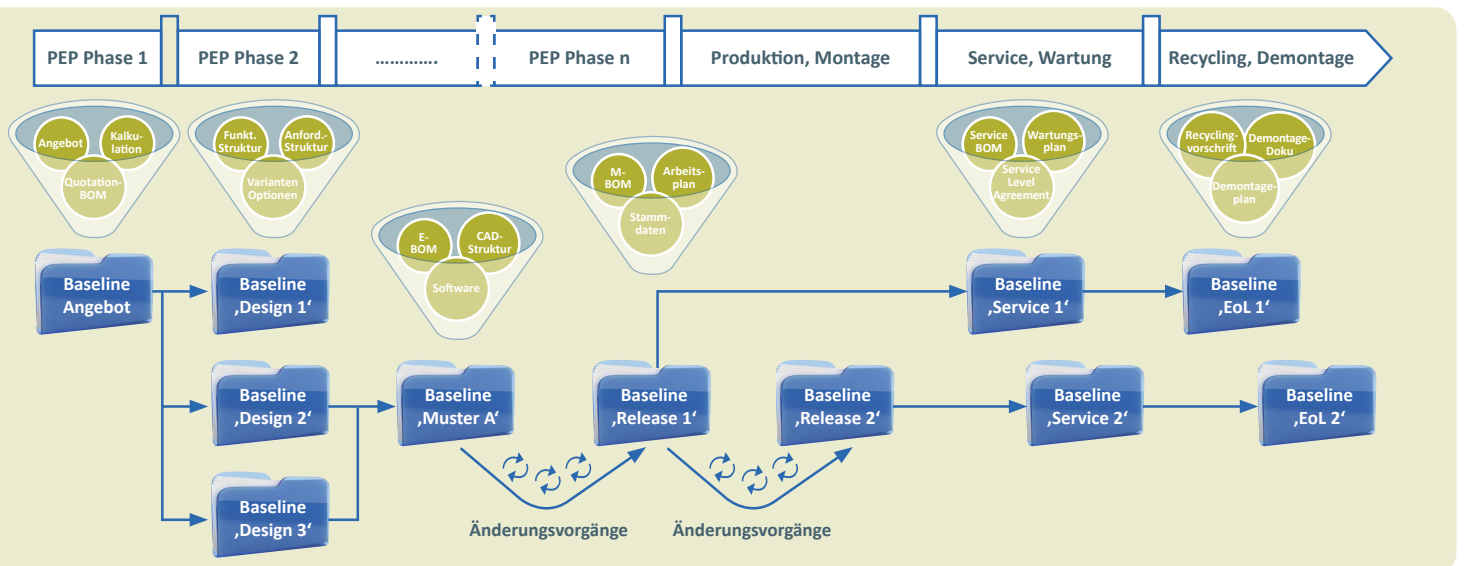 PEP Phase 1
PEP Phase 2
………….
PEP Phase n
Produktion, Montage
Service, Wartung
Recycling, Demontage
Angebot
Kalku-
lation
Quotation-
BOM
Funkt.
Struktur
Anford.-
Struktur
Varianten
Optionen
E-
BOM
CAD-
Struktur
Software
M-
BOM
Arbeits-
plan
Stamm-
daten
Service
BOM
Wartungs-
plan
Service
Level
Agreement
Recycling-
vorschrift
Demontage-
Doku
Demontage-
plan
Baseline
Angebot
Baseline
‚Design 1‘
Baseline
‚Service 1‘
Baseline
‚EoL 1‘
Baseline
‚Design 2‘
Baseline
‚Muster A‘
Baseline
‚Release 1‘
Baseline
‚Release 2‘
Baseline
‚Service 2‘
Baseline
‚EoL 2‘
Baseline
‚Design 3‘
Änderungsvorgänge
Änderungsvorgänge